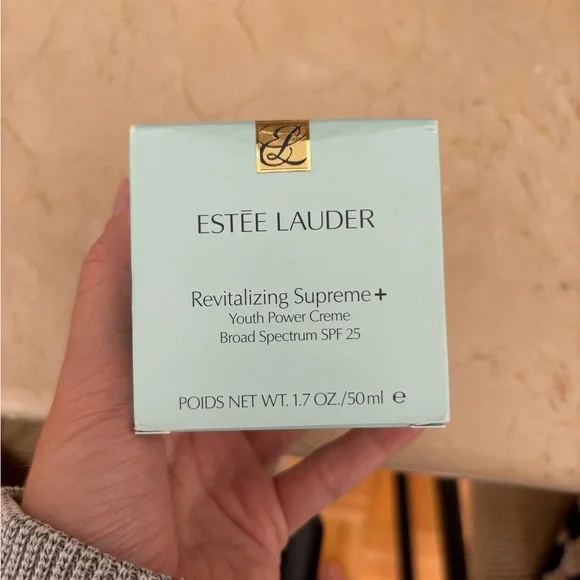 EL
ESTĒE LAUDER
Revitalizing Supreme+
Youth Power Creme
Broad Spectrum SPF 25
POIDS NET WT. 1.7 OZ./50 ml ℮